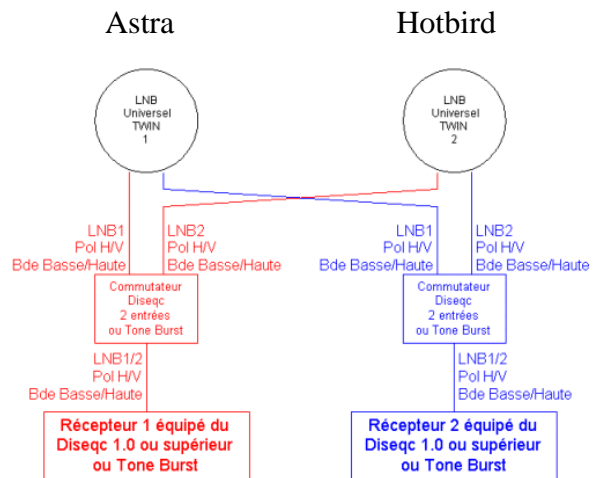 Astra
Hotbird
LNB
Universel
TWIN
1
LNB
Universel
TWIN
2
LNB1
Pol H/V
Bde Basse/Haute
LNB2
Pol H/V
Bde Basse/Haute
LNB1
Pol H/V
Bde Basse/Haute
LNB2
Pol H/V
Bde Basse/Haute
Commutateur
Diseqc
2 entrées
ou Tone Burst
Commutateur
Diseqc
2 entrées
ou Tone Burst
LNB1/2
Pol H/V
Bde Basse/Haute
LNB1/2
Pol H/V
Bde Basse/Haute
Récepteur 1 équipé du
Diseqc 1.0 ou supérieur
ou Tone Burst
Récepteur 2 équipé du
Diseqc 1.0 ou supérieur
ou Tone Burst